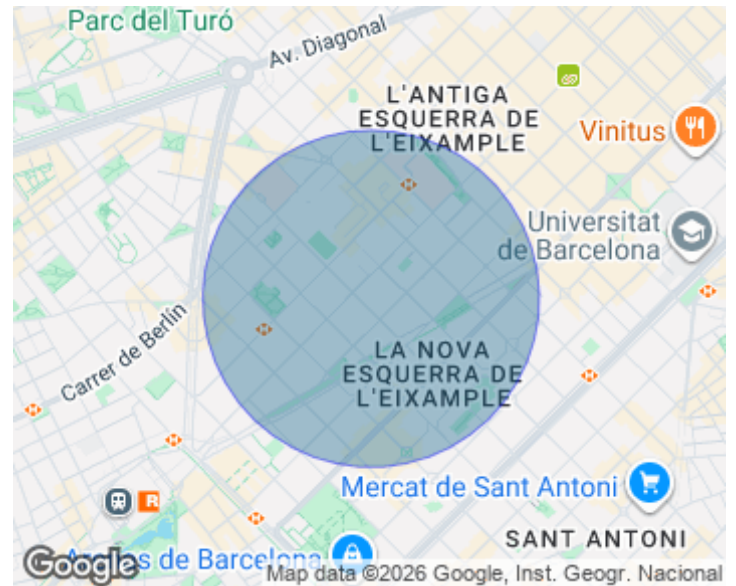 Parc del Turó
Av. Diagonal
L'ANTIGA
ESQUERRA DE
L'EIXAMPLE
Vinitus
Universitat
de Barcelona
Carrer de Berlín
LA NOVA
ESQUERRA DE
L'EIXAMPLE
Mercat de Sant Antoni
R
SANT ANTONI
Google
de Barcelona
Map data ©2026 Google, Inst. Geogr. Nacional